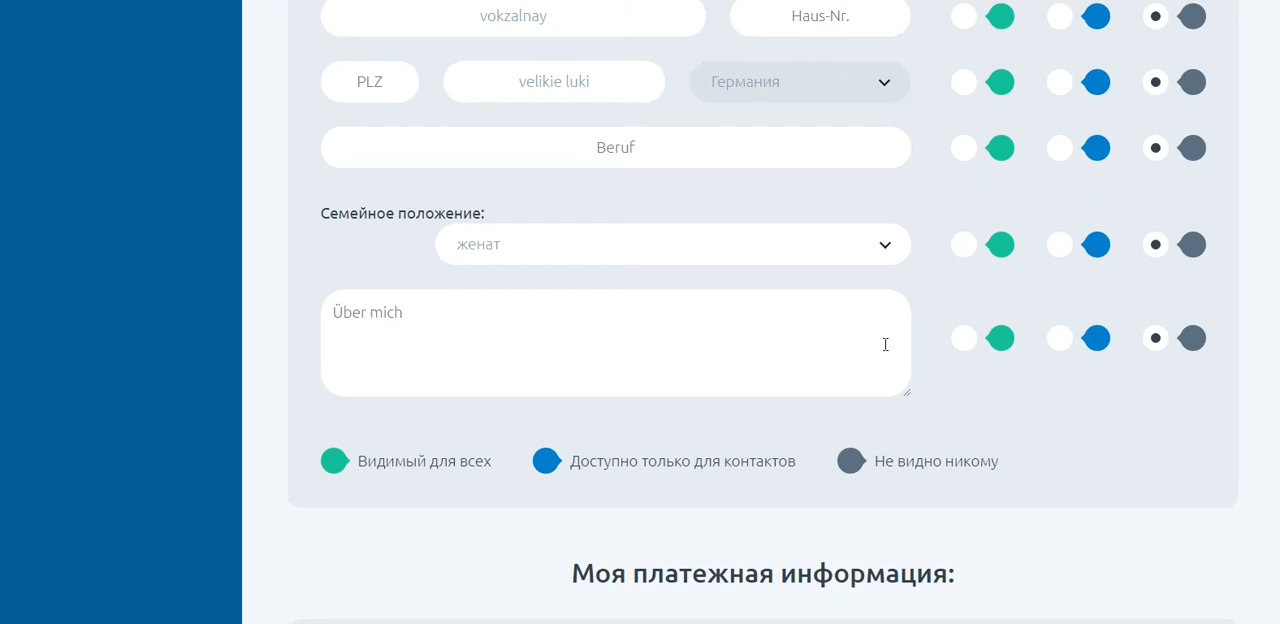 vokzalnay Haus-Nr.
PLZ velikie luki Германия
Beruf
Семейное положение:
женат
Über mich
Видимый для всех Доступно только для контактов Не видно никому
Моя платежная информация: